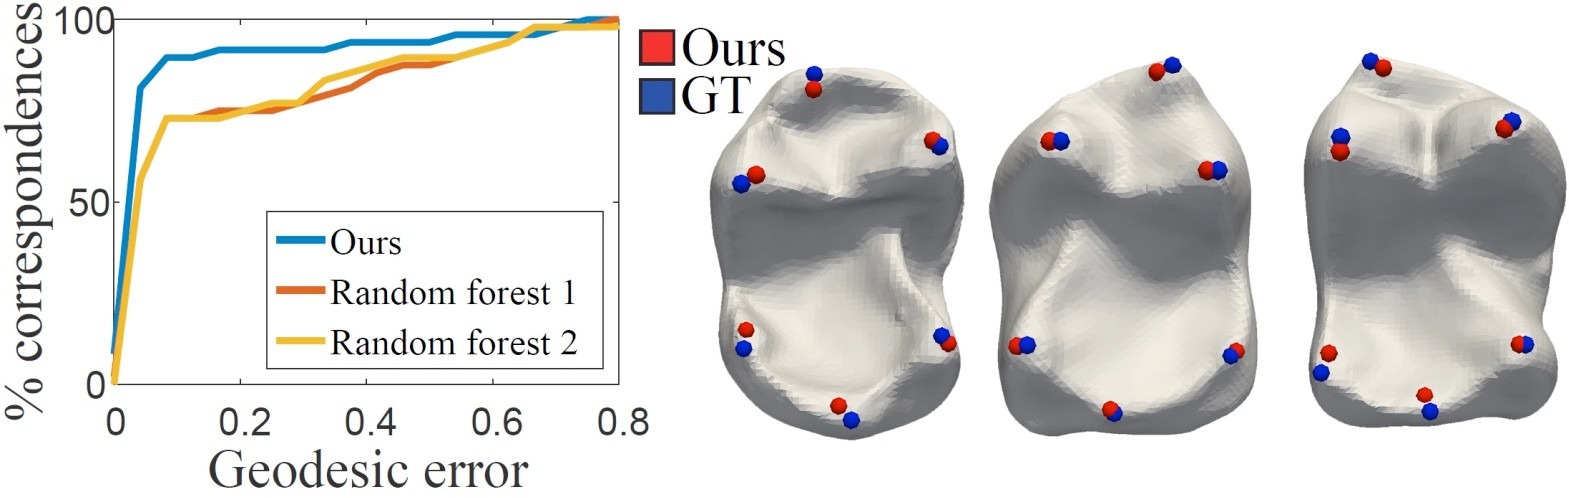 % correspondences
100
50
0
0
0.2
0.4
0.6
0.8
Geodesic error
Ours
Random forest 1
Random forest 2
Ours
GT